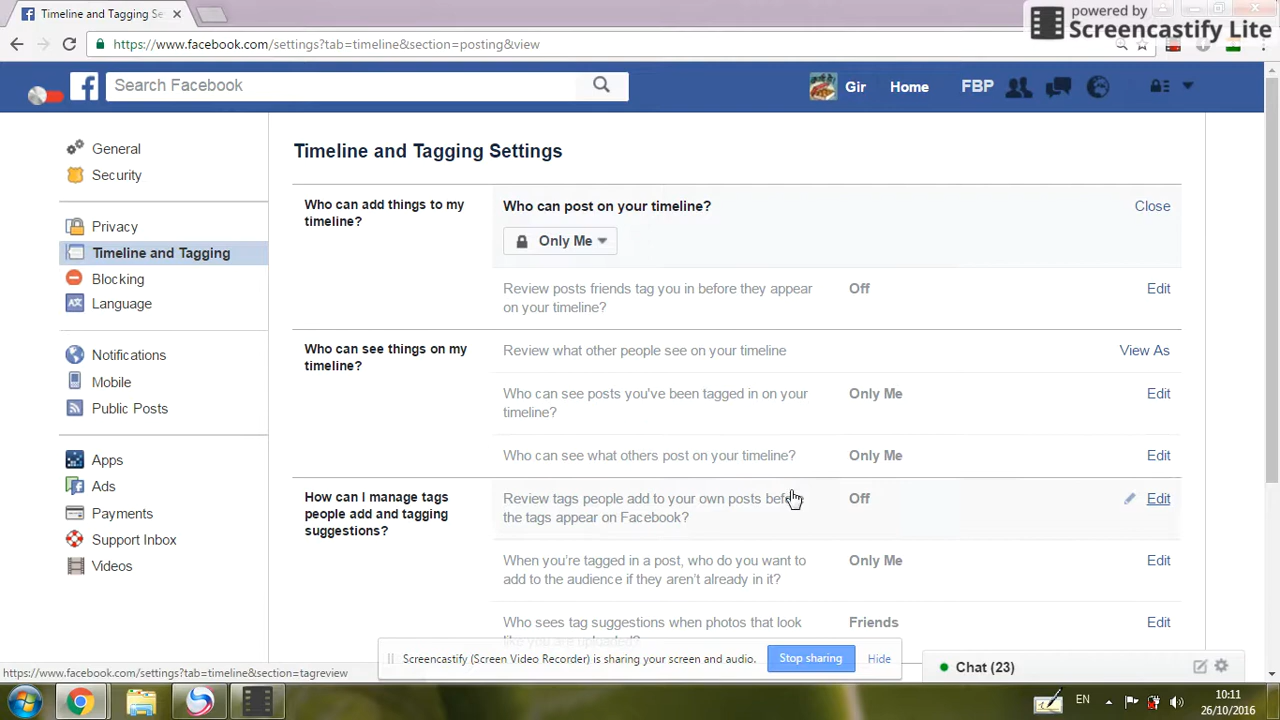 Timeline and Tagging Se
powered by
Screencastify Lite
https://www.facebook.com/settings?tab=timeline&section=posting&view
Search Facebook
Gir
Home
FBP
General
Security
Privacy
Timeline and Tagging
Blocking
Language
Notifications
Mobile
Public Posts
Apps
Ads
Payments
Support Inbox
Videos
Timeline and Tagging Settings
Who can add things to my
timeline?
Who can post on your timeline?
Close
Only Me
Review posts friends tag you in before they appear
on your timeline?
Off
Edit
Who can see things on my
timeline?
Review what other people see on your timeline
View As
Who can see posts you've been tagged in on your
timeline?
Only Me
Edit
Who can see what others post on your timeline?
Only Me
Edit
How can I manage tags
people add and tagging
suggestions?
Review tags people add to your own posts before
the tags appear on Facebook?
Off
Edit
When you're tagged in a post, who do you want to
add to the audience if they aren't already in it?
Only Me
Edit
Who sees tag suggestions when photos that look
like you are uploaded?
Friends
Edit
Screencastify (Screen Video Recorder) is sharing your screen and audio.
Stop sharing
Hide
Chat (23)
https://www.facebook.com/settings?tab=timeline&section=tagreview
EN
10:11
26/10/2016